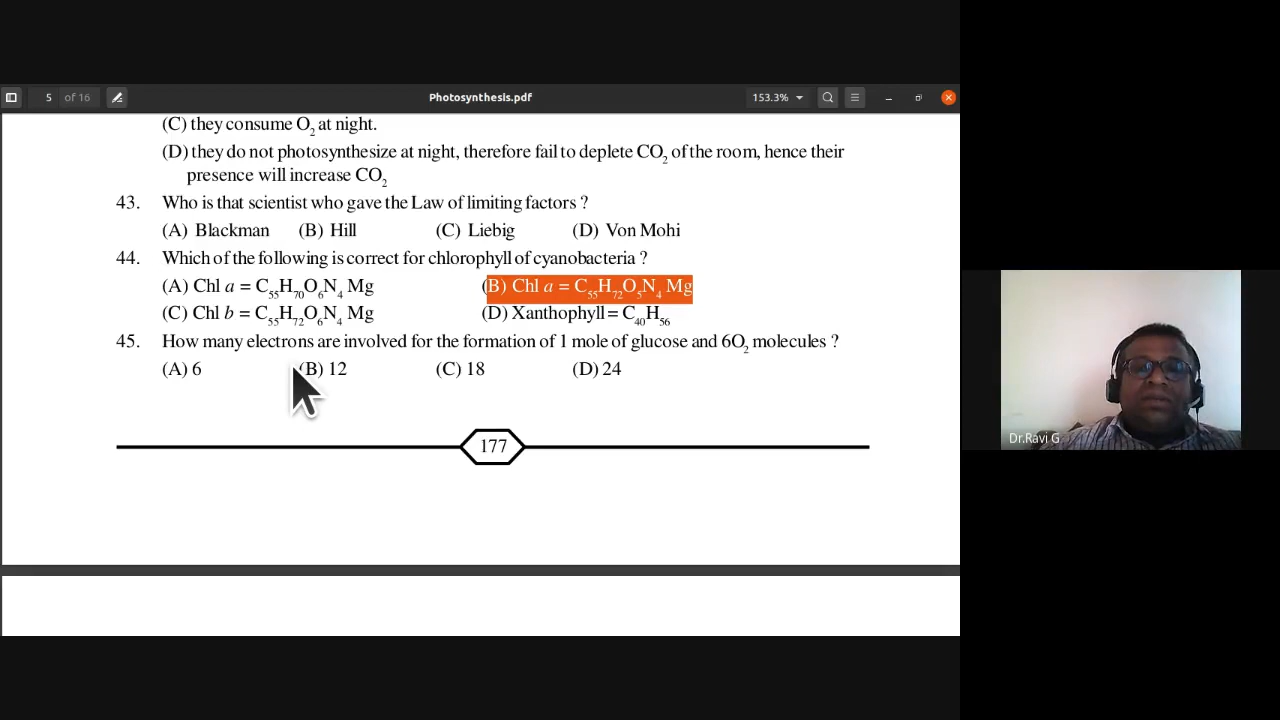 5 of 16 Photosynthesis.pdf 153.3%
(C) they consume O₂ at night.
(D) they do not photosynthesize at night, therefore fail to deplete CO₂ of the room, hence their
presence will increase CO₂
43. Who is that scientist who gave the Law of limiting factors ?
(A) Blackman (B) Hill (C) Liebig (D) Von Mohi
44. Which of the following is correct for chlorophyll of cyanobacteria ?
(A) Chl a = C₅₅H₇₀O₆N₄ Mg (B) Chl a = C₅₅H₇₂O₅N₄ Mg
(C) Chl b = C₅₅H₇₂O₆N₄ Mg (D) Xanthophyll = C₄₀H₅₆
45. How many electrons are involved for the formation of 1 mole of glucose and 6O₂ molecules ?
(A) 6 (B) 12 (C) 18 (D) 24
177
Dr.Ravi G